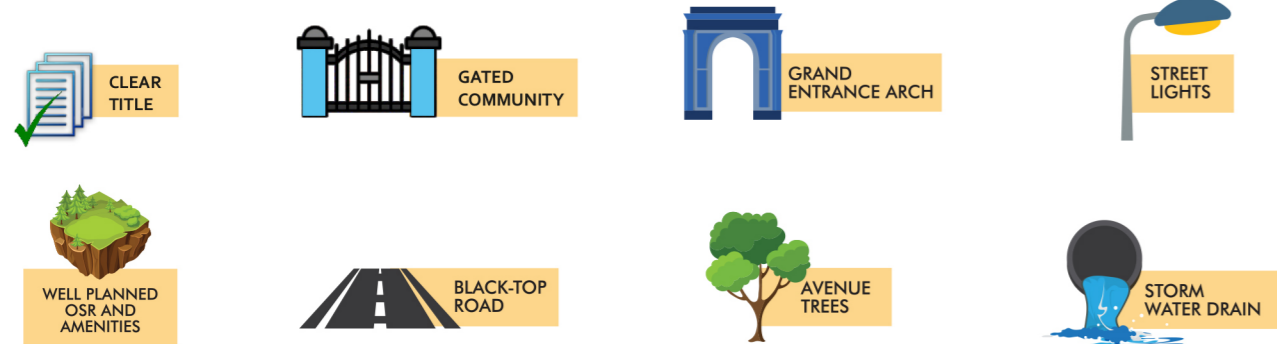 CLEAR
TITLE
GATED
COMMUNITY
GRAND
ENTRANCE ARCH
STREET
LIGHTS
WELL PLANNED
OSR AND
AMENITIES
BLACK-TOP
ROAD
AVENUE
TREES
STORM
WATER DRAIN